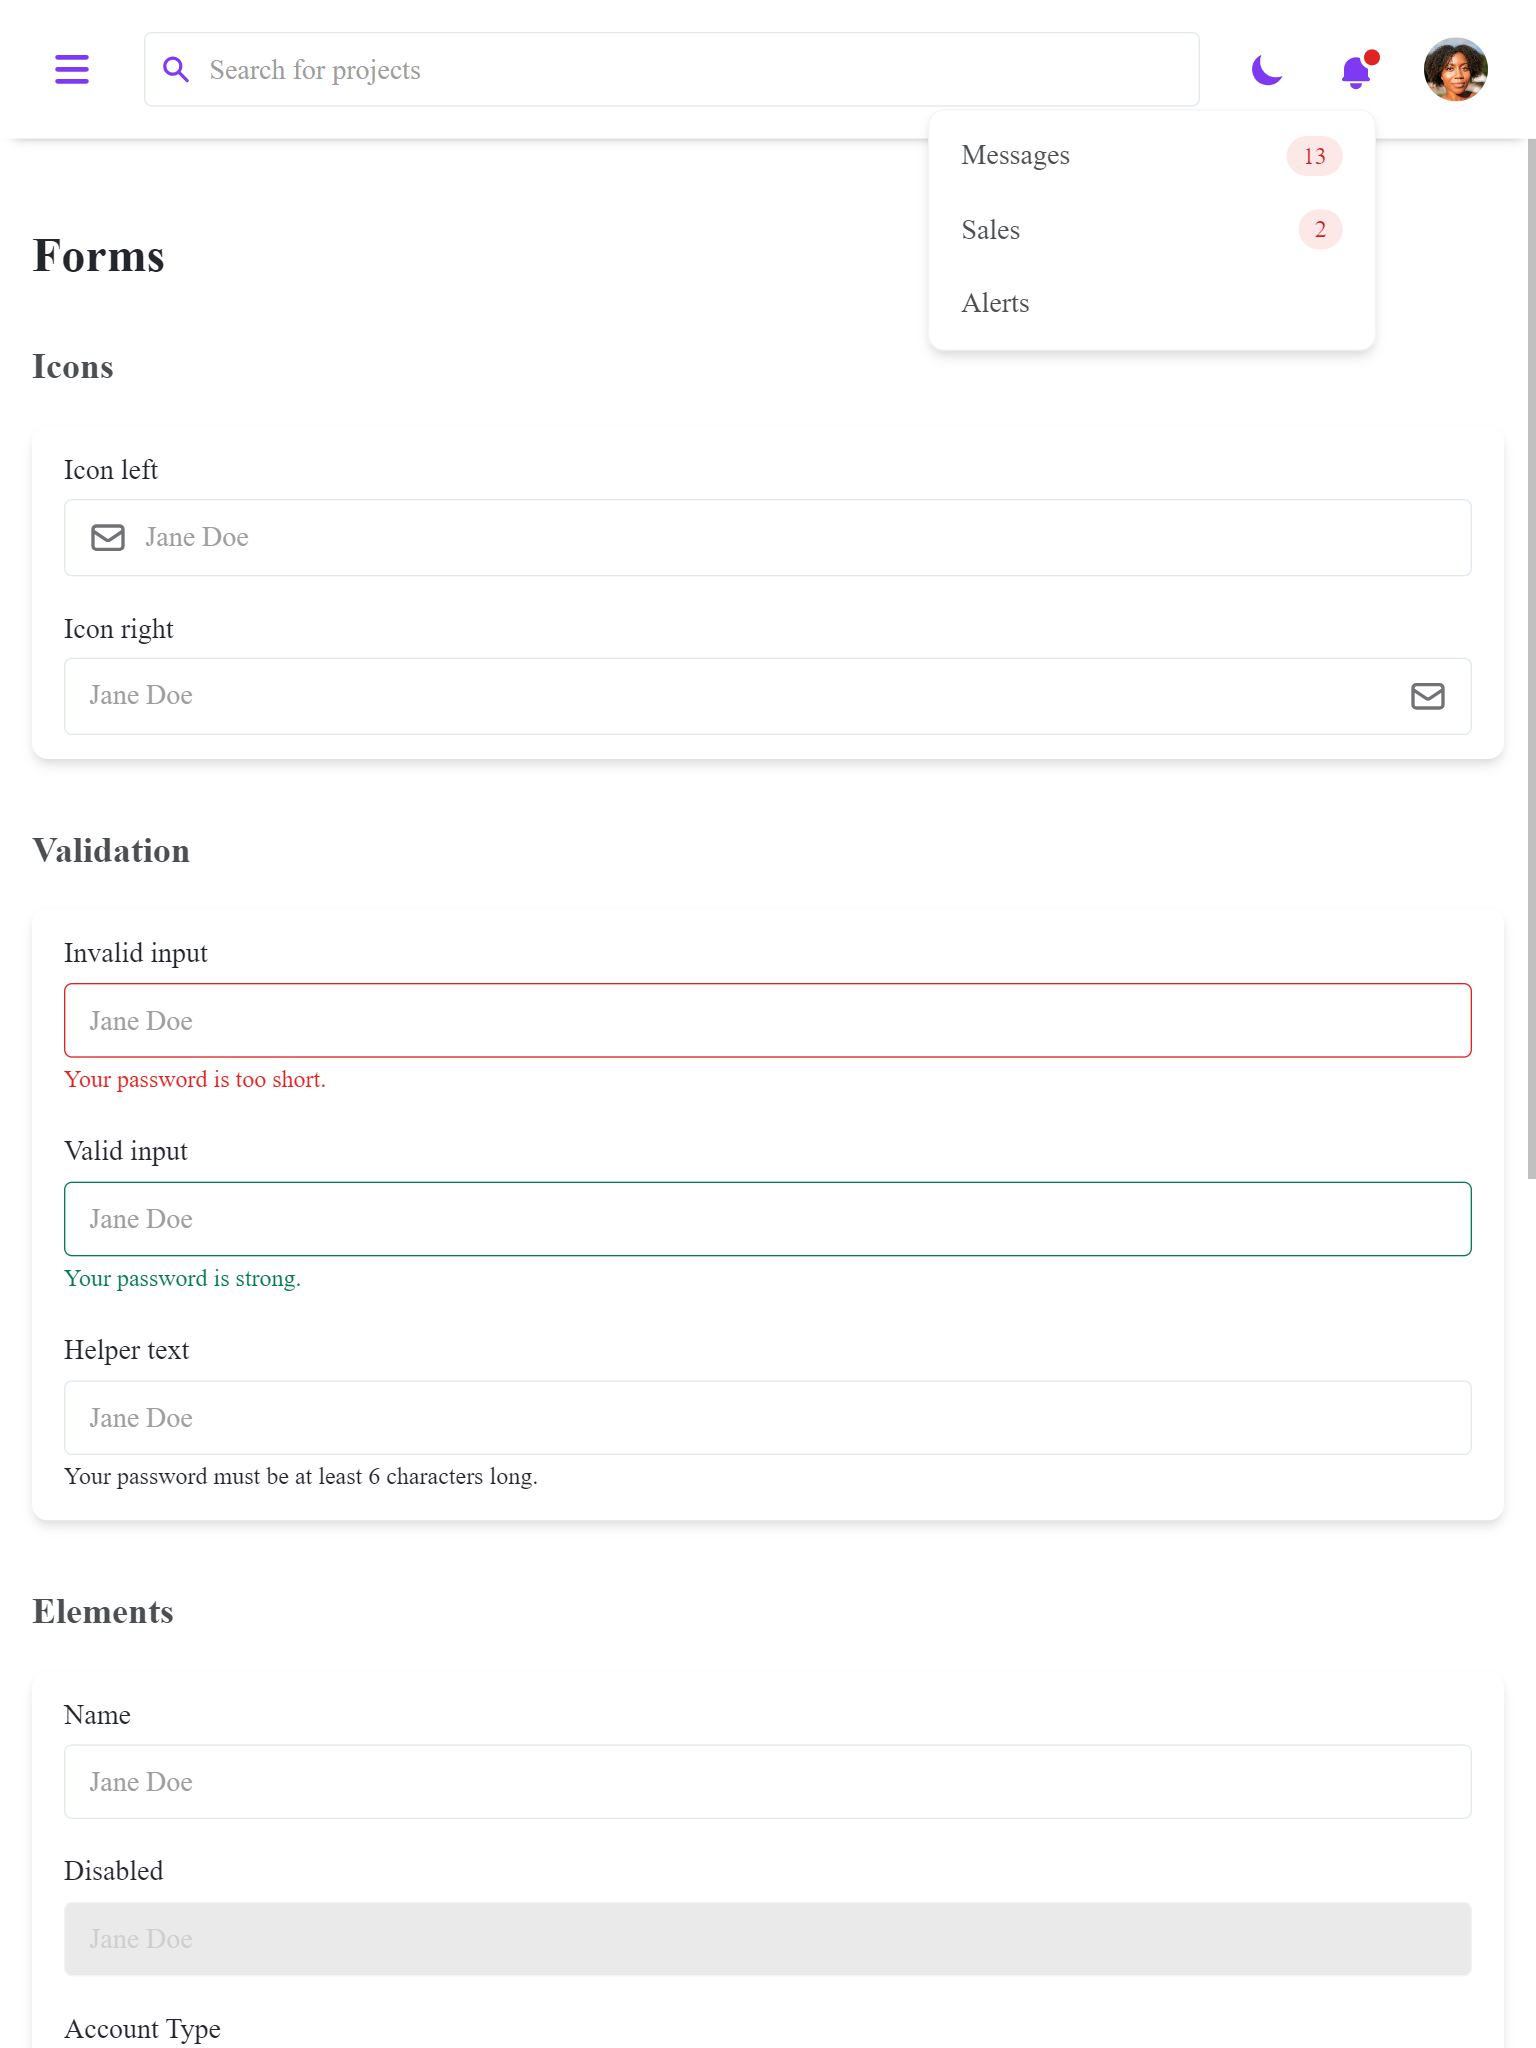 Search for projects
Messages 13
Sales 2
Alerts
Forms
Icons
Icon left
Jane Doe
Icon right
Jane Doe
Validation
Invalid input
Jane Doe
Your password is too short.
Valid input
Jane Doe
Your password is strong.
Helper text
Jane Doe
Your password must be at least 6 characters long.
Elements
Name
Jane Doe
Disabled
Jane Doe
Account Type